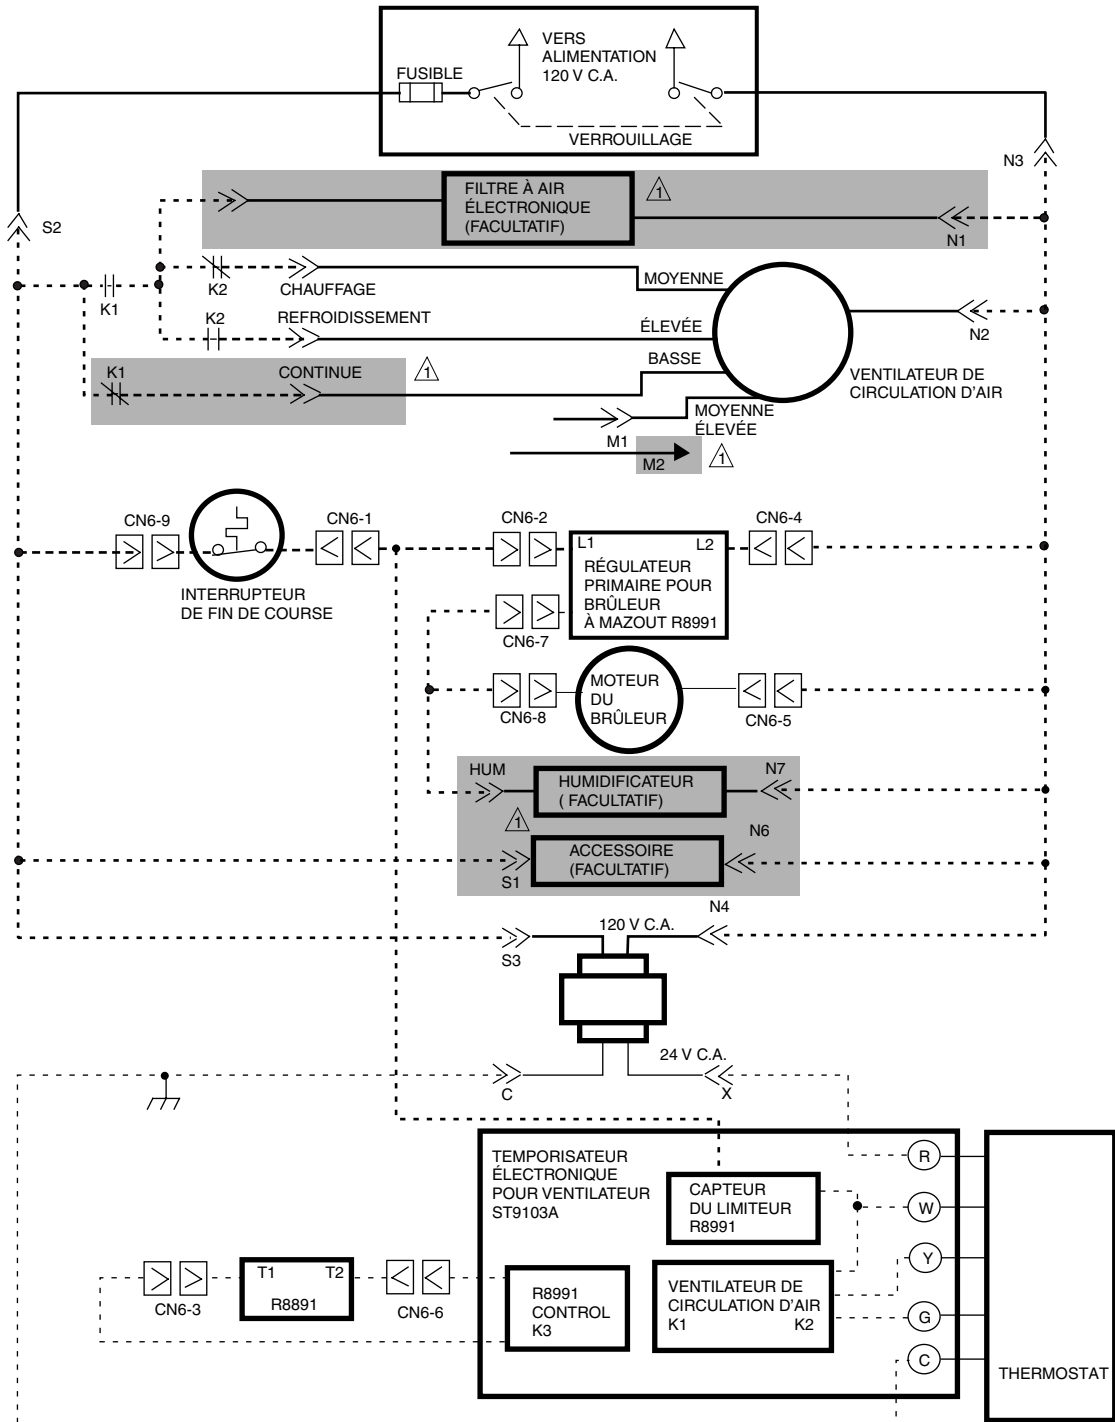 VERS
ALIMENTATION
120 V C.A.
FUSIBLE
VERROUILLAGE
N3
S2
FILTRE À AIR
ÉLECTRONIQUE
(FACULTATIF)
1
N1
K1
K2
CHAUFFAGE
MOYENNE
K2
REFROIDISSEMENT
ÉLEVÉE
N2
BASSE
K1
CONTINUE
1
VENTILATEUR DE
CIRCULATION D'AIR
MOYENNE
ÉLEVÉE
M1
M2
1
CN6-9
CN6-1
CN6-2
CN6-4
INTERRUPTEUR
DE FIN DE COURSE
L1
L2
RÉGULATEUR
PRIMAIRE POUR
BRÛLEUR
À MAZOUT R8991
CN6-7
MOTEUR
DU
BRÛLEUR
CN6-8
CN6-5
HUM
HUMIDIFICATEUR
( FACULTATIF)
N7
1
N6
ACCESSOIRE
(FACULTATIF)
S1
N4
120 V C.A.
S3
24 V C.A.
C
X
TEMPORISATEUR
ÉLECTRONIQUE
POUR VENTILATEUR
ST9103A
CAPTEUR
DU LIMITEUR
R8991
R
W
Y
G
C
T1
T2
R8891
CN6-3
CN6-6
R8991
CONTROL
K3
VENTILATEUR DE
CIRCULATION D'AIR
K1
K2
THERMOSTAT